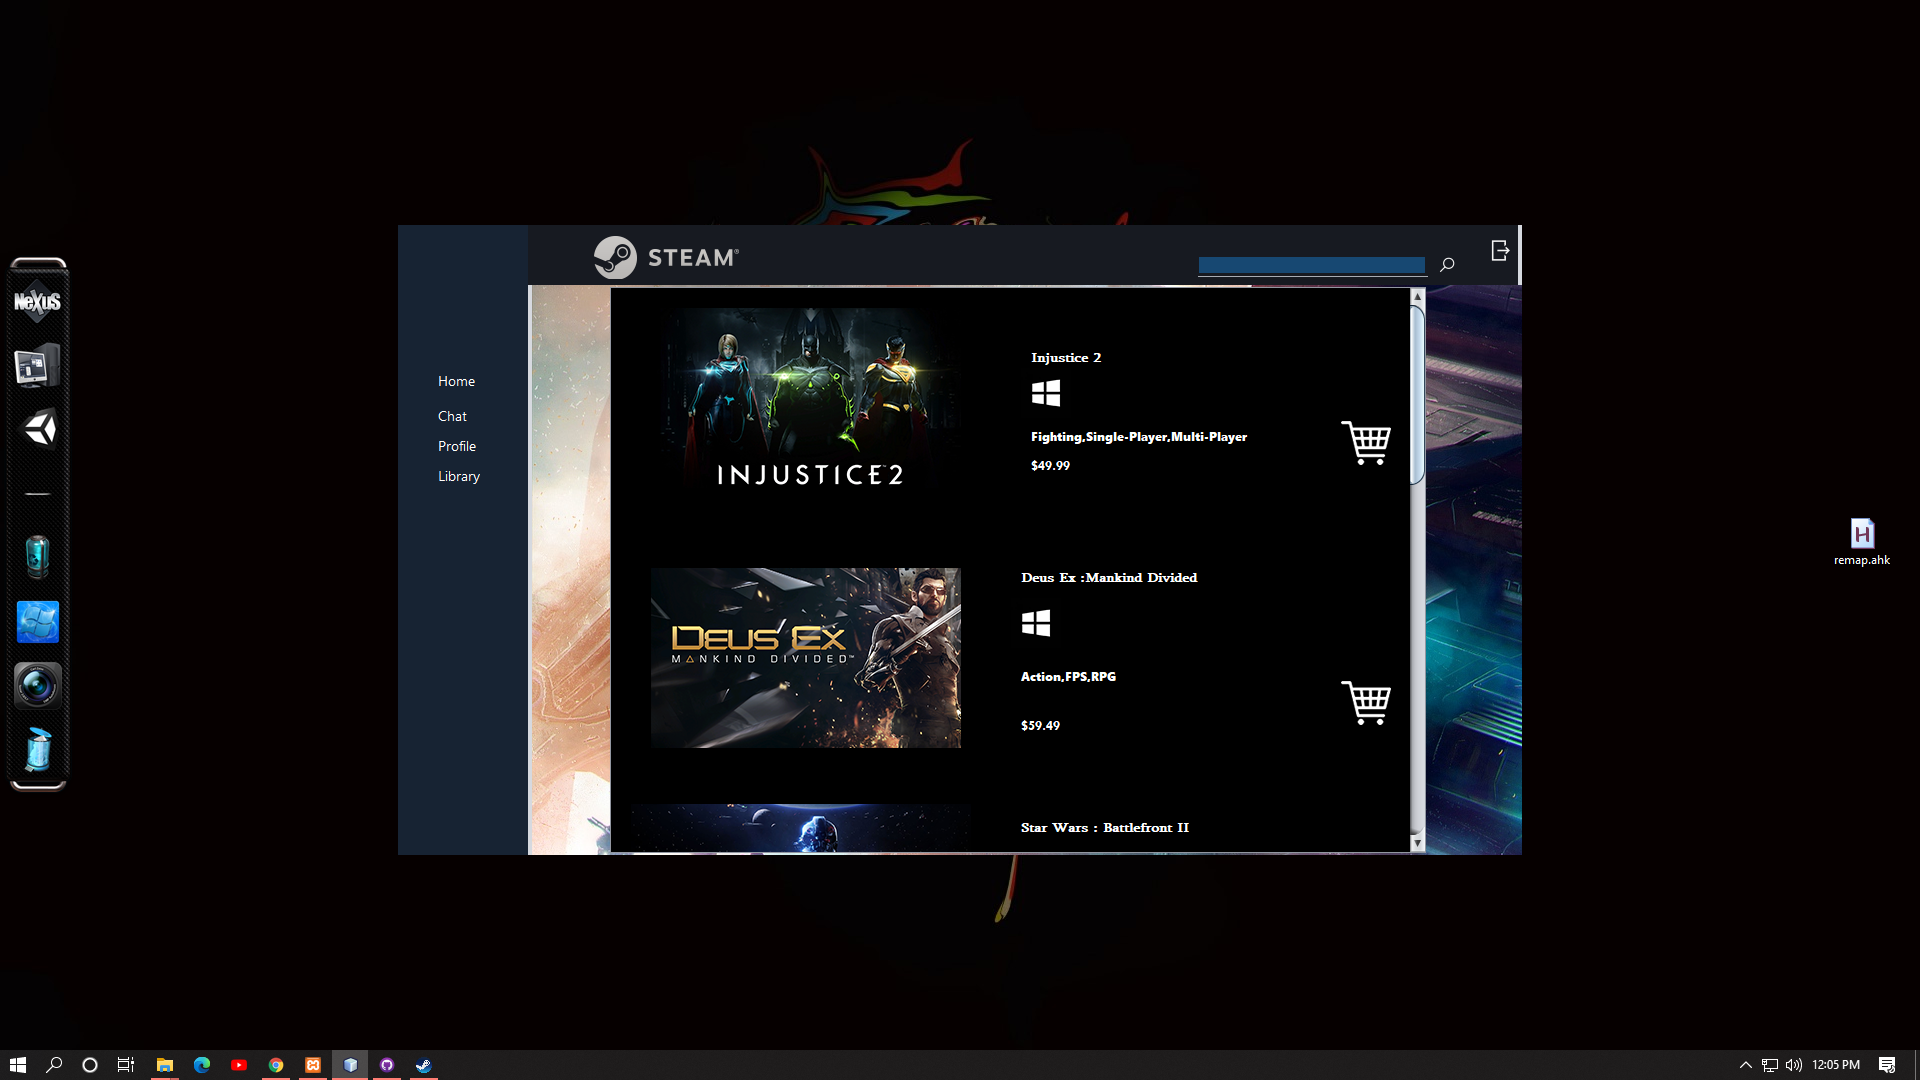 STEAM®
NeXuS
Home
Chat
Profile
Library
Injustice 2
INJUSTICE 2
Fighting,Single-Player,Multi-Player
$49.99
Deus Ex :Mankind Divided
DEUS EX
MANKIND DIVIDED™
Action,FPS,RPG
$59.49
Star Wars : Battlefront II
H
remap.ahk
12:05 PM